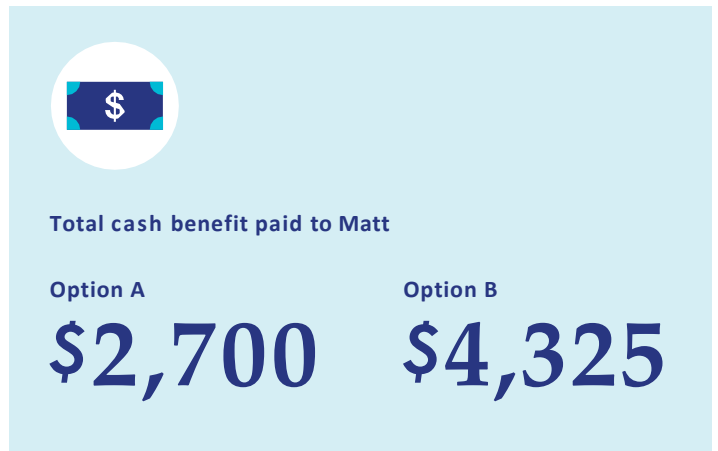 $
Total cash benefit paid to Matt
Option A
Option B
$2,700
$4,325